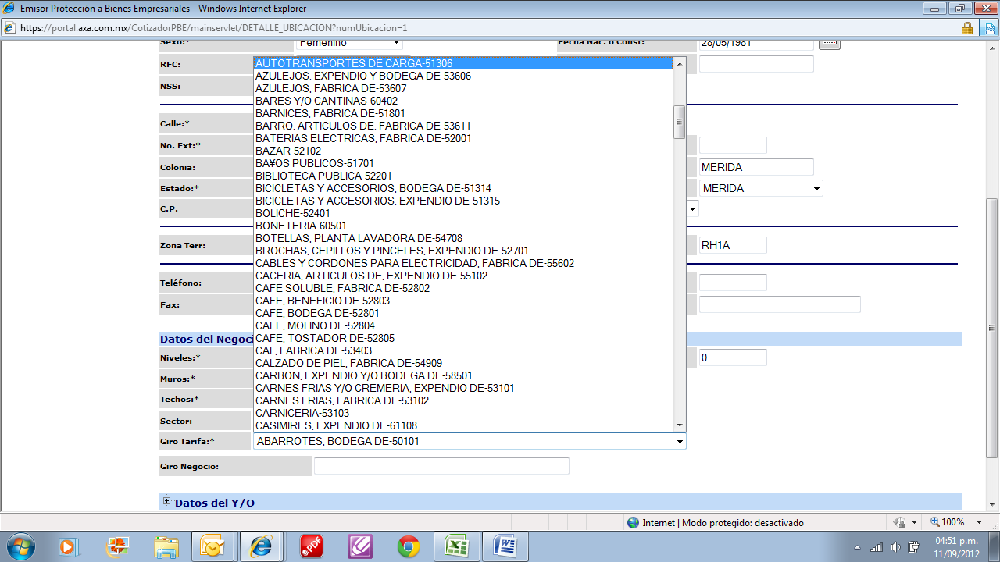 Emisor Protección a Bienes Empresariales - Windows Internet Explorer
https://portal.axa.com.mx/CotizadorPBE/mainservlet/DETALLE_UBICACION?numUbicacion=1
Sexo:* Femenino Fecha Nac. o Const: 28/05/1981
RFC:
NSS:
Calle:*
No. Ext:*
Colonia: MERIDA
Estado:* MERIDA
C.P.
Zona Terr: RH1A
Teléfono:
Fax:
Datos del Negoci
Niveles:* 0
Muros:*
Techos:*
Sector:
AUTOTRANSPORTES DE CARGA-51306
AZULEJOS, EXPENDIO Y BODEGA DE-53606
AZULEJOS, FABRICA DE-53607
BARES Y/O CANTINAS-60402
BARNICES, FABRICA DE-51801
BARRO, ARTICULOS DE, FABRICA DE-53611
BATERIAS ELECTRICAS, FABRICA DE-52001
BAZAR-52102
BA¥OS PUBLICOS-51701
BIBLIOTECA PUBLICA-52201
BICICLETAS Y ACCESORIOS, BODEGA DE-51314
BICICLETAS Y ACCESORIOS, EXPENDIO DE-51315
BOLICHE-52401
BONETERIA-60501
BOTELLAS, PLANTA LAVADORA DE-54708
BROCHAS, CEPILLOS Y PINCELES, EXPENDIO DE-52701
CABLES Y CORDONES PARA ELECTRICIDAD, FABRICA DE-55602
CACERIA, ARTICULOS DE, EXPENDIO DE-55102
CAFE SOLUBLE, FABRICA DE-52802
CAFE, BENEFICIO DE-52803
CAFE, BODEGA DE-52801
CAFE, MOLINO DE-52804
CAFE, TOSTADOR DE-52805
CAL, FABRICA DE-53403
CALZADO DE PIEL, FABRICA DE-54909
CARBON, EXPENDIO Y/O BODEGA DE-58501
CARNES FRIAS Y/O CREMERIA, EXPENDIO DE-53101
CARNES FRIAS, FABRICA DE-53102
CARNICERIA-53103
CASIMIRES, EXPENDIO DE-61108
Giro Tarifa:* ABARROTES, BODEGA DE-50101
Giro Negocio:
Datos del Y/O
Internet | Modo protegido: desactivado 100%
PDF
04:51 p.m.
11/09/2012